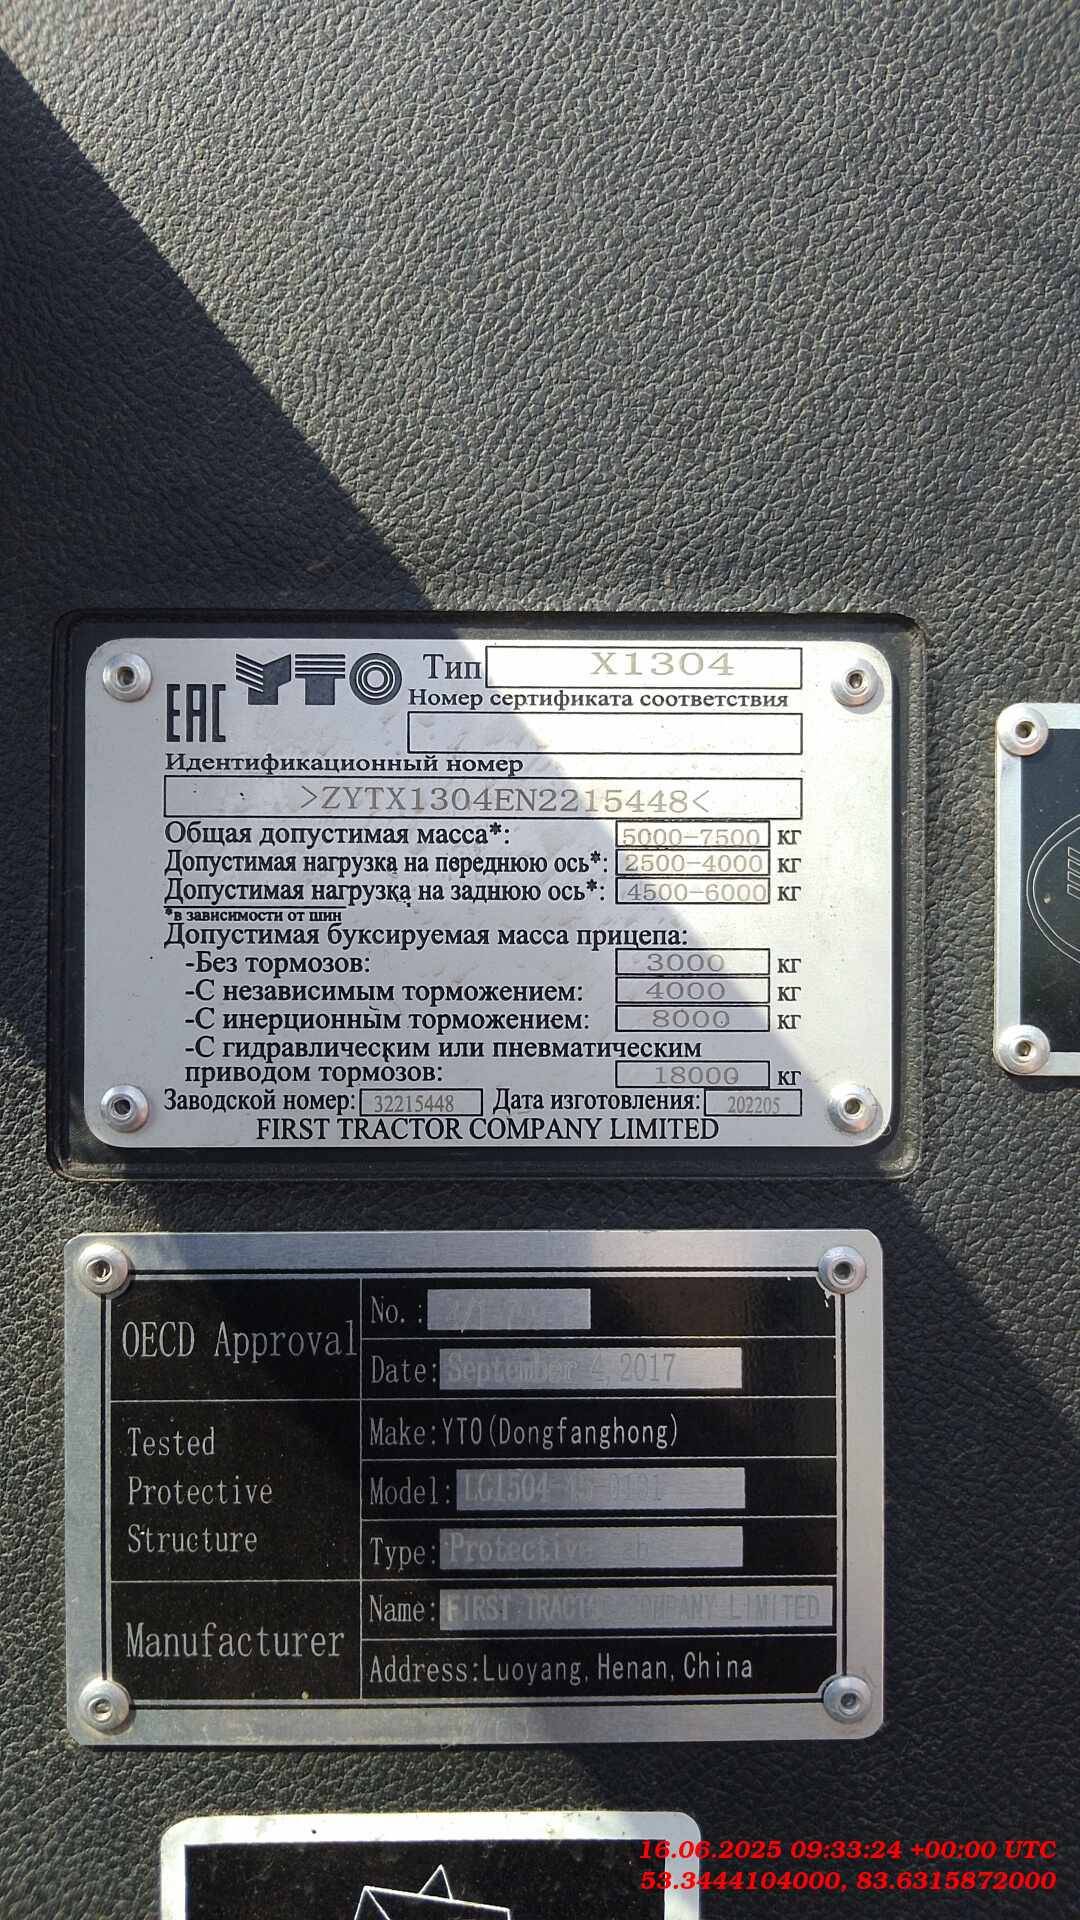 EAC YTO Тип X1304
Номер сертификата соответствия
Идентификационный номер
>ZYTX1304EN2215448<
Общая допустимая масса*: 5000-7500 кг
Допустимая нагрузка на переднюю ось*: 2500-4000 кг
Допустимая нагрузка на заднюю ось*: 4500-6000 кг
*в зависимости от шин
Допустимая буксируемая масса прицепа:
-Без тормозов: 3000 кг
-С независимым торможением: 4000 кг
-С инерционным торможением: 8000 кг
-С гидравлическим или пневматическим
приводом тормозов: 18000 кг
Заводской номер: 32215448 Дата изготовления: 202205
FIRST TRACTOR COMPANY LIMITED
OECD Approval
No.:
Date: September 4, 2017
Tested
Protective
Structure
Make: YTO (Dongfanghong)
Model:
Type: Protective
Manufacturer
Name: FIRST TRACTOR COMPANY LIMITED
Address: Luoyang, Henan, China
16.06.2025 09:33:24 +00:00 UTC
53.3444104000, 83.6315872000